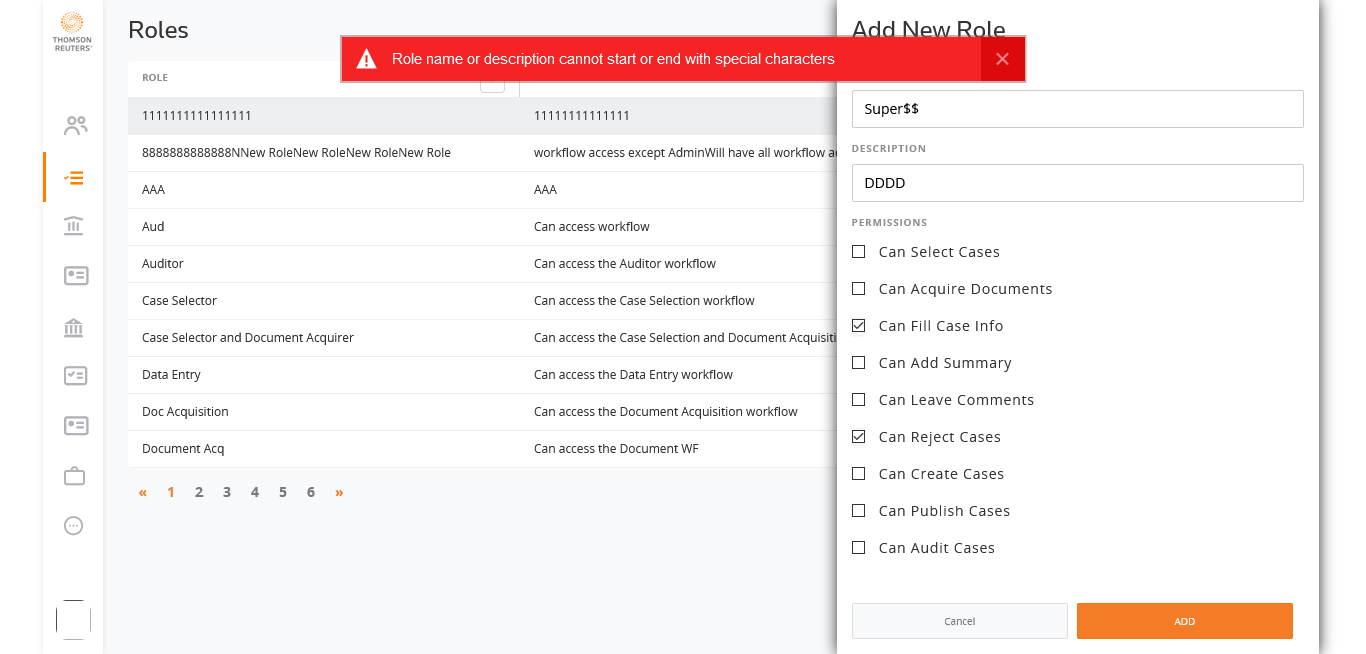 THOMSON
REUTERS
Roles
ROLE
1111111111111111
11111111111111
8888888888888NNew RoleNew RoleNew RoleNew Role
workflow access except AdminWill have all workflow a
AAA
AAA
Aud
Can access workflow
Auditor
Can access the Auditor workflow
Case Selector
Can access the Case Selection workflow
Case Selector and Document Acquirer
Can access the Case Selection and Document Acquisiti
Data Entry
Can access the Data Entry workflow
Doc Acquisition
Can access the Document Acquisition workflow
Document Acq
Can access the Document WF
« 1 2 3 4 5 6 »
Add New Role
Role name or description cannot start or end with special characters
Super$$
DESCRIPTION
DDDD
PERMISSIONS
Can Select Cases
Can Acquire Documents
Can Fill Case Info
Can Add Summary
Can Leave Comments
Can Reject Cases
Can Create Cases
Can Publish Cases
Can Audit Cases
Cancel
ADD